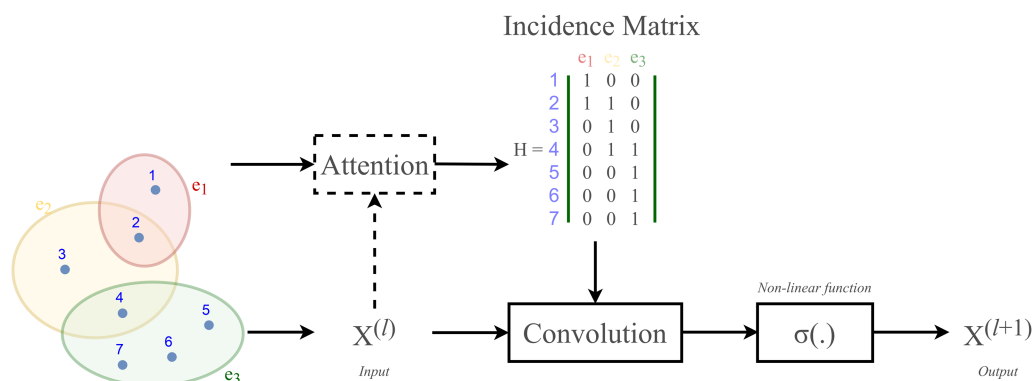 Incidence Matrix
e1 e2 e3
1 1 0 0
2 1 1 0
3 0 1 0
H = 4 0 1 1
5 0 0 1
6 0 0 1
7 0 0 1
Attention
1
e1
e2
2
3
4
5
6
7
e3
X(l)
Input
Convolution
Non-linear function
σ(.)
X(l+1)
Output